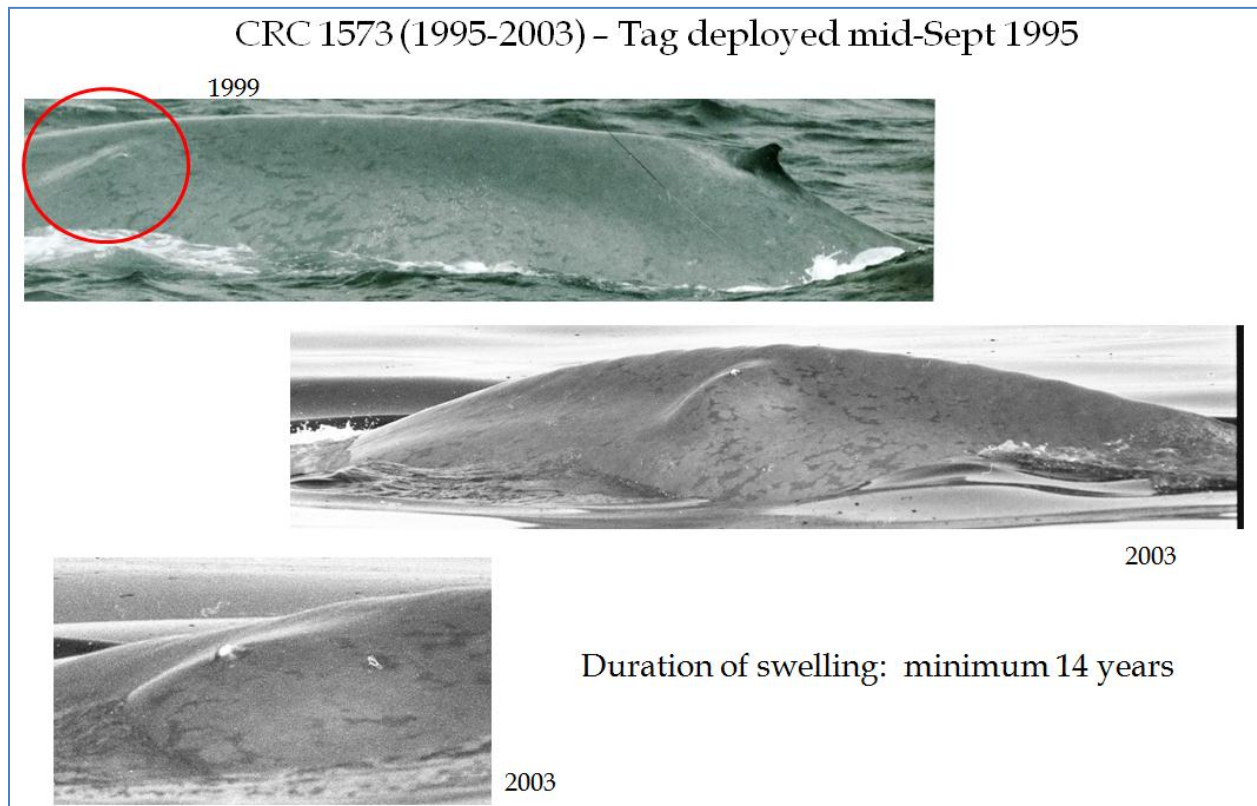 CRC 1573 (1995-2003) – Tag deployed mid-Sept 1995
1999
2003
Duration of swelling:  minimum 14 years
2003